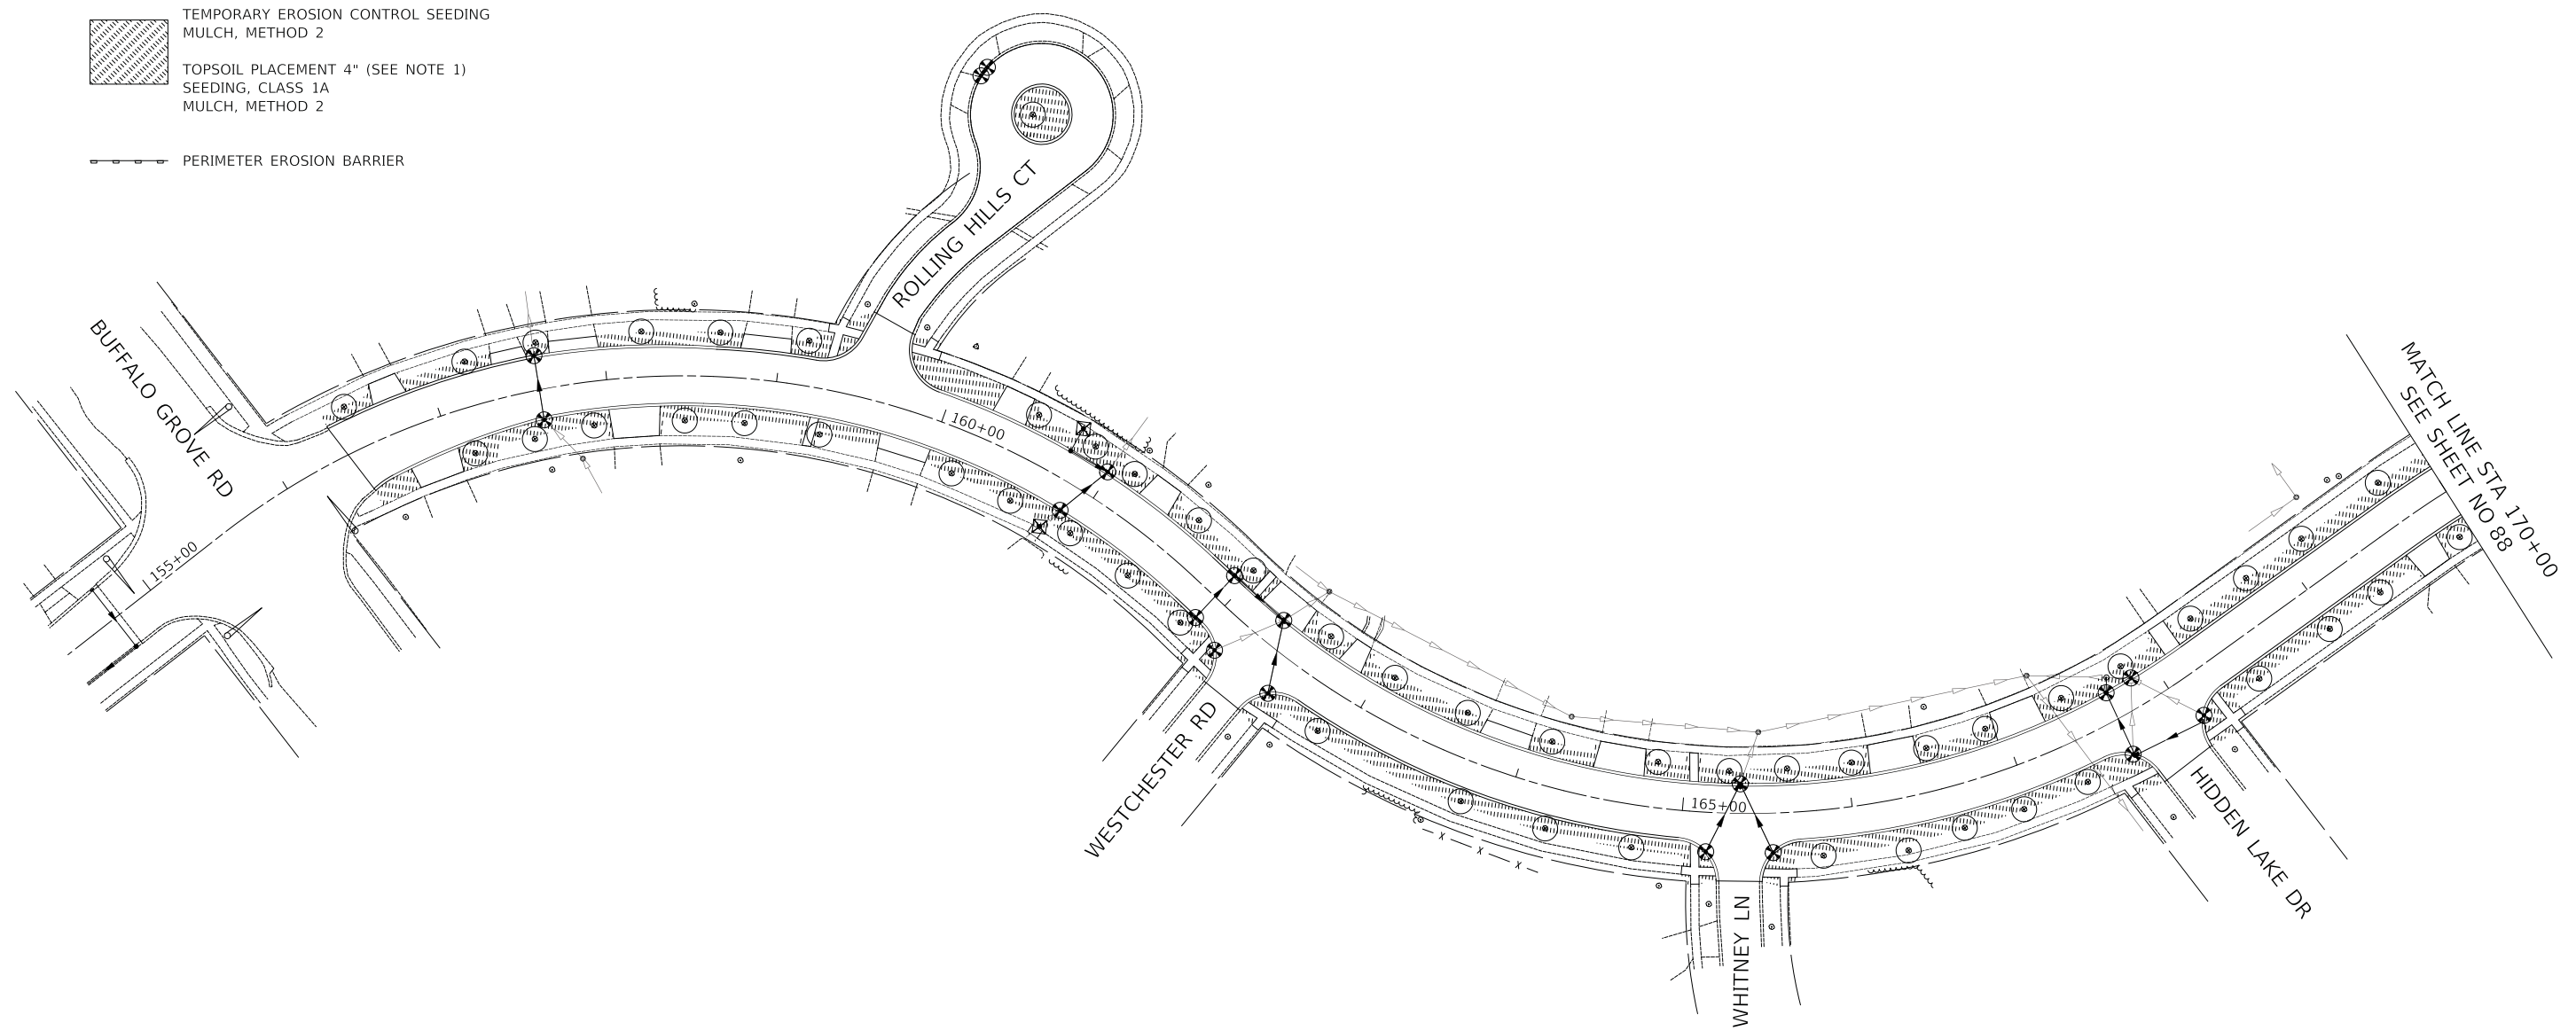 TEMPORARY EROSION CONTROL SEEDING
MULCH, METHOD 2
TOPSOIL PLACEMENT 4" (SEE NOTE 1)
SEEDING, CLASS 1A
MULCH, METHOD 2
PERIMETER EROSION BARRIER
ROLLING HILLS CT
BUFFALO GROVE RD
155+00
160+00
MATCH LINE STA 170+00
SEE SHEET NO 88
WESTCHESTER RD
165+00
WHITNEY LN
HIDDEN LAKE DR